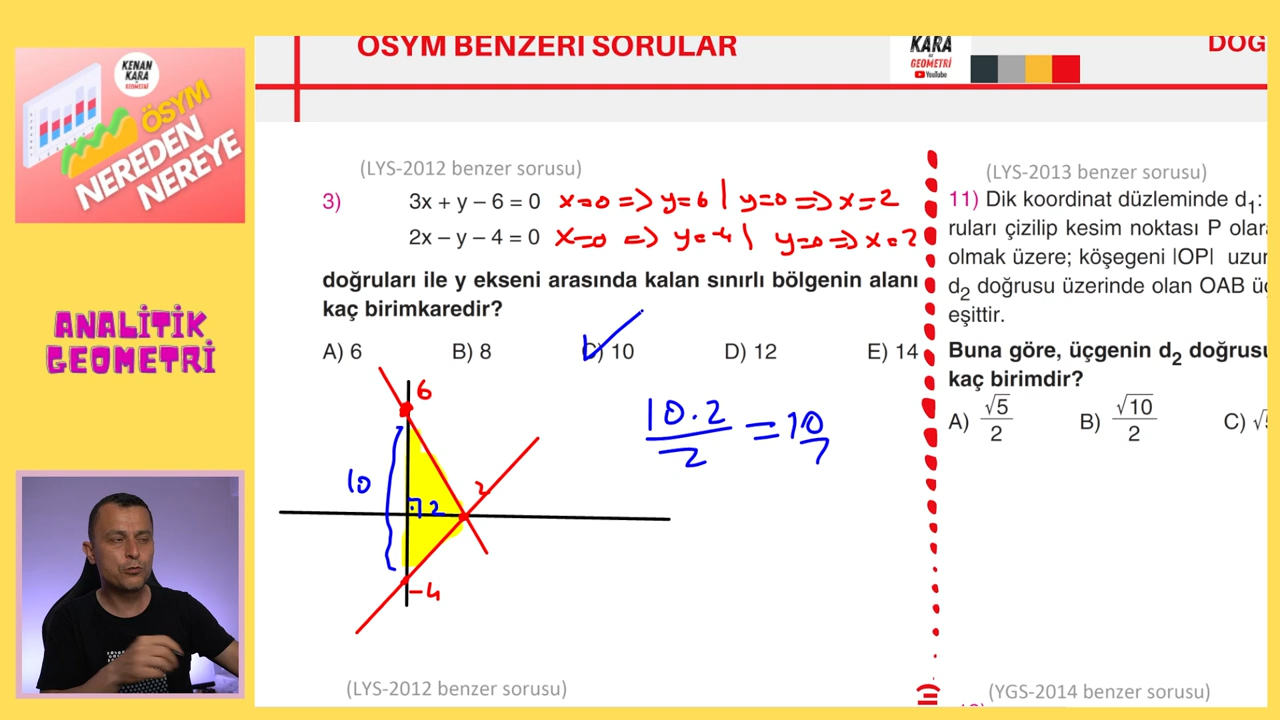 KENAN
KARA
ile
GEOMETRİ
ÖSYM
NEREDEN
NEREYE
ANALİTİK
GEOMETRİ
ÖSYM BENZERİ SORULAR
KARA
ile
GEOMETRİ
YouTube
DOĞ
(LYS-2012 benzer sorusu)
3) 3x + y – 6 = 0 x=0 => y=6 | y=0 => x=2
2x – y – 4 = 0 x=0 => y=-4 | y=0 => x=2
doğruları ile y ekseni arasında kalan sınırlı bölgenin alanı
kaç birimkaredir?
A) 6 B) 8 C) 10 D) 12 E) 14
6
10
2
2
-4
10.2
2
=10
(LYS-2012 benzer sorusu)
(LYS-2013 benzer sorusu)
11) Dik koordinat düzleminde d1:
ruları çizilip kesim noktası P olar
olmak üzere; köşegeni |OP| uzun
d2 doğrusu üzerinde olan OAB üç
eşittir.
Buna göre, üçgenin d2 doğrusu
kaç birimdir?
A) √5/2 B) √10/2 C) √5
(YGS-2014 benzer sorusu)